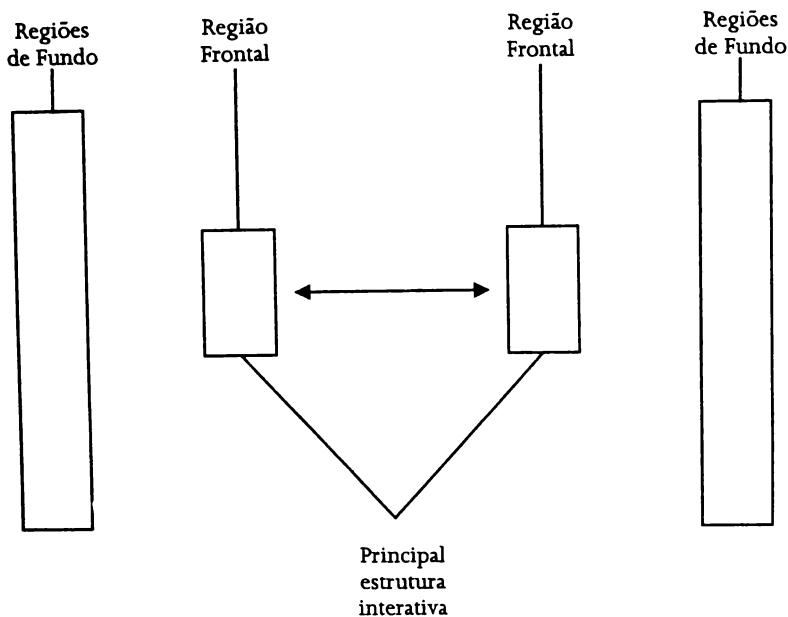 Regiões
de Fundo
Região
Frontal
Região
Frontal
Regiões
de Fundo
Principal
estrutura
interativa